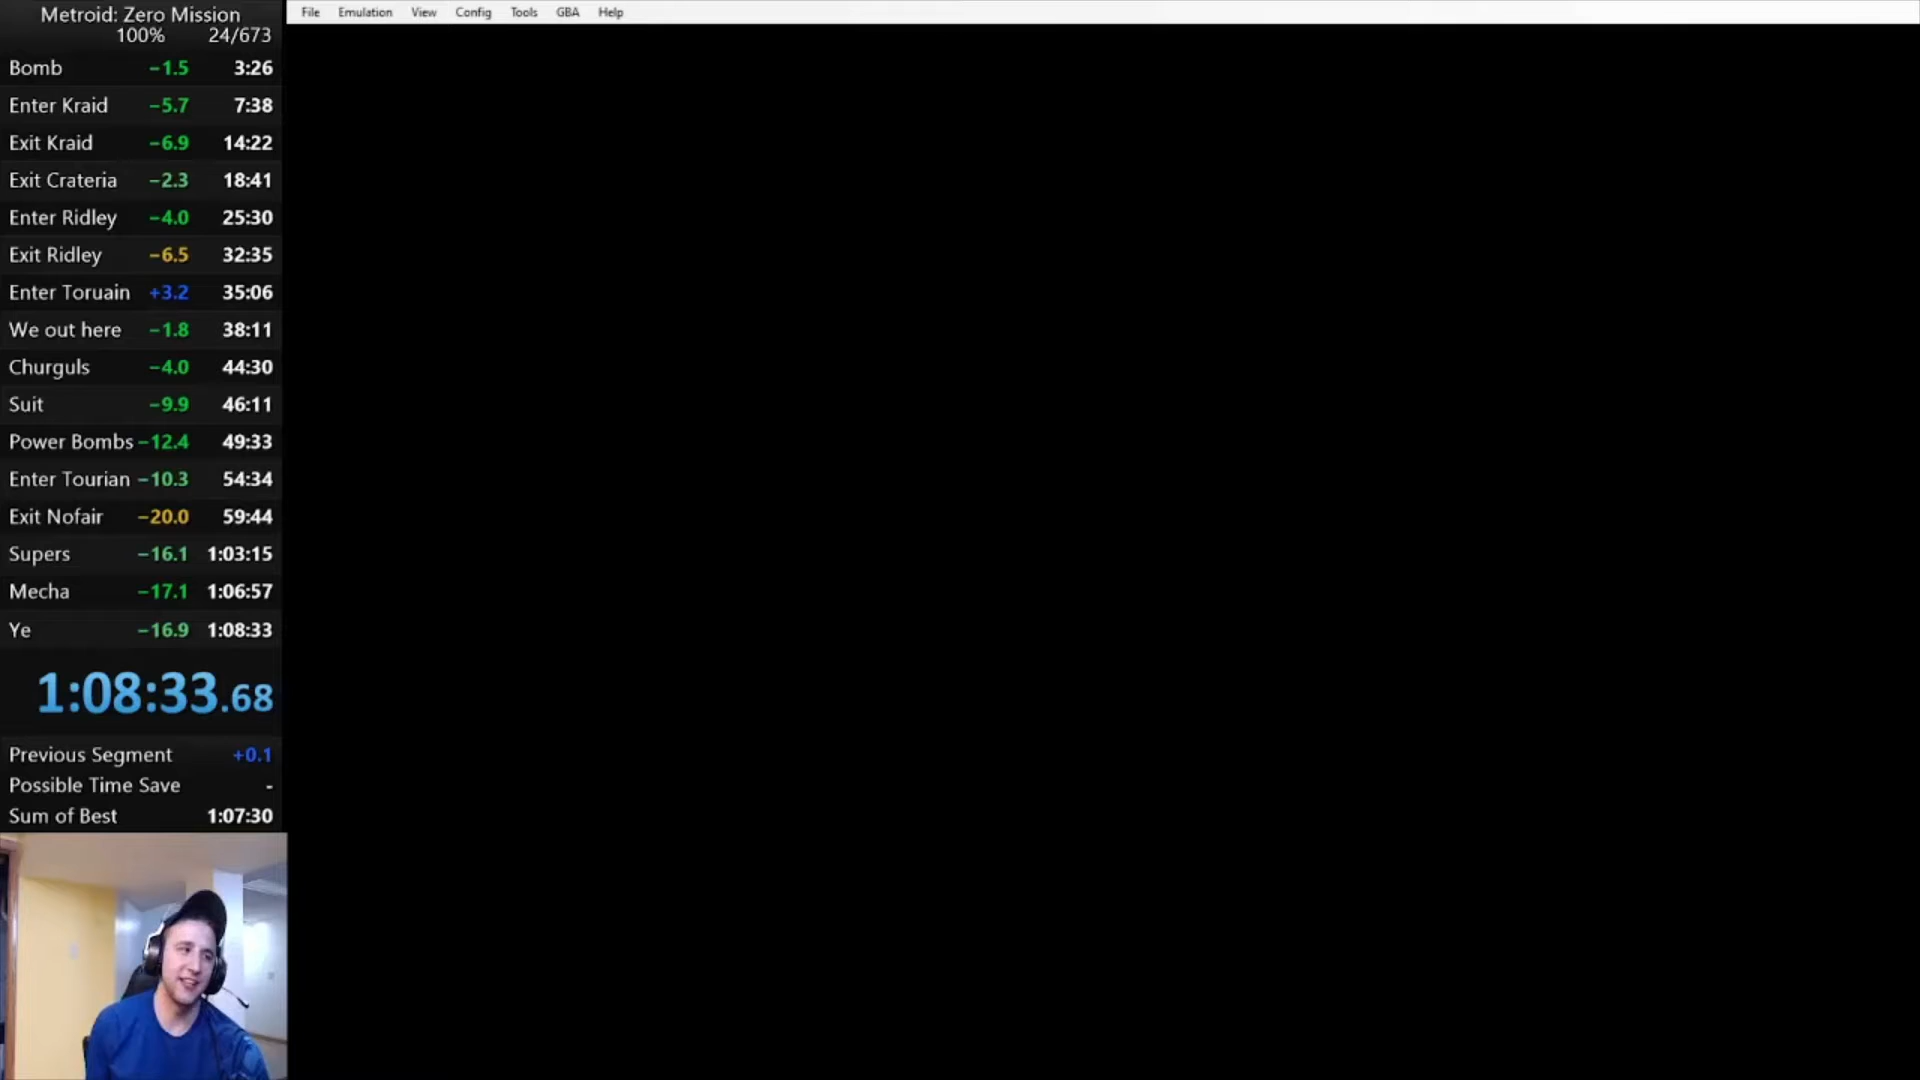 Metroid: Zero Mission
100% 24/673
File Emulation View Config Tools GBA Help
Bomb −1.5 3:26
Enter Kraid −5.7 7:38
Exit Kraid −6.9 14:22
Exit Crateria −2.3 18:41
Enter Ridley −4.0 25:30
Exit Ridley −6.5 32:35
Enter Toruain +3.2 35:06
We out here −1.8 38:11
Churguls −4.0 44:30
Suit −9.9 46:11
Power Bombs −12.4 49:33
Enter Tourian −10.3 54:34
Exit Nofair −20.0 59:44
Supers −16.1 1:03:15
Mecha −17.1 1:06:57
Ye −16.9 1:08:33
1:08:33.68
Previous Segment +0.1
Possible Time Save -
Sum of Best 1:07:30